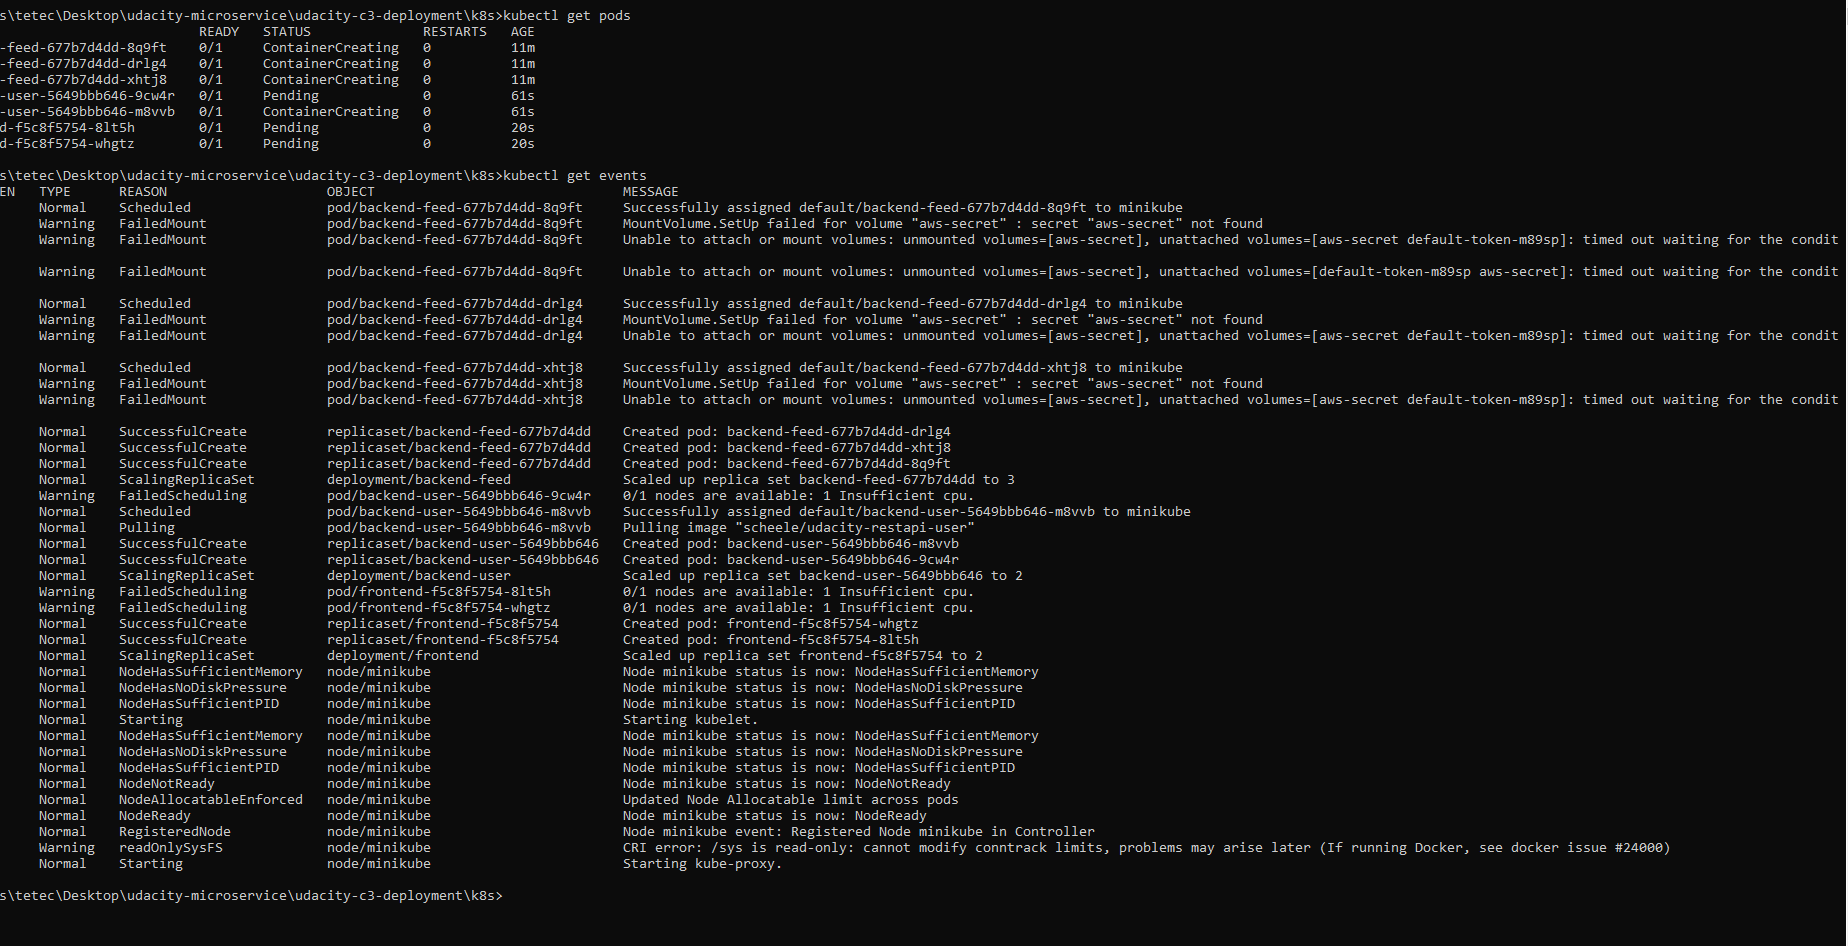 s\tetec\Desktop\udacity-microservice\udacity-c3-deployment\k8s>kubectl get pods
READY STATUS RESTARTS AGE
-feed-677b7d4dd-8q9ft 0/1 ContainerCreating 0 11m
-feed-677b7d4dd-drlg4 0/1 ContainerCreating 0 11m
-feed-677b7d4dd-xhtj8 0/1 ContainerCreating 0 11m
-user-5649bbb646-9cw4r 0/1 Pending 0 61s
-user-5649bbb646-m8vvb 0/1 ContainerCreating 0 61s
d-f5c8f5754-8lt5h 0/1 Pending 0 20s
d-f5c8f5754-whgtz 0/1 Pending 0 20s
s\tetec\Desktop\udacity-microservice\udacity-c3-deployment\k8s>kubectl get events
EN TYPE REASON OBJECT MESSAGE
Normal Scheduled pod/backend-feed-677b7d4dd-8q9ft Successfully assigned default/backend-feed-677b7d4dd-8q9ft to minikube
Warning FailedMount pod/backend-feed-677b7d4dd-8q9ft MountVolume.SetUp failed for volume "aws-secret" : secret "aws-secret" not found
Warning FailedMount pod/backend-feed-677b7d4dd-8q9ft Unable to attach or mount volumes: unmounted volumes=[aws-secret], unattached volumes=[aws-secret default-token-m89sp]: timed out waiting for the condit
Warning FailedMount pod/backend-feed-677b7d4dd-8q9ft Unable to attach or mount volumes: unmounted volumes=[aws-secret], unattached volumes=[default-token-m89sp aws-secret]: timed out waiting for the condit
Normal Scheduled pod/backend-feed-677b7d4dd-drlg4 Successfully assigned default/backend-feed-677b7d4dd-drlg4 to minikube
Warning FailedMount pod/backend-feed-677b7d4dd-drlg4 MountVolume.SetUp failed for volume "aws-secret" : secret "aws-secret" not found
Warning FailedMount pod/backend-feed-677b7d4dd-drlg4 Unable to attach or mount volumes: unmounted volumes=[aws-secret], unattached volumes=[aws-secret default-token-m89sp]: timed out waiting for the condit
Normal Scheduled pod/backend-feed-677b7d4dd-xhtj8 Successfully assigned default/backend-feed-677b7d4dd-xhtj8 to minikube
Warning FailedMount pod/backend-feed-677b7d4dd-xhtj8 MountVolume.SetUp failed for volume "aws-secret" : secret "aws-secret" not found
Warning FailedMount pod/backend-feed-677b7d4dd-xhtj8 Unable to attach or mount volumes: unmounted volumes=[aws-secret], unattached volumes=[aws-secret default-token-m89sp]: timed out waiting for the condit
Normal SuccessfulCreate replicaset/backend-feed-677b7d4dd Created pod: backend-feed-677b7d4dd-drlg4
Normal SuccessfulCreate replicaset/backend-feed-677b7d4dd Created pod: backend-feed-677b7d4dd-xhtj8
Normal SuccessfulCreate replicaset/backend-feed-677b7d4dd Created pod: backend-feed-677b7d4dd-8q9ft
Normal ScalingReplicaSet deployment/backend-feed Scaled up replica set backend-feed-677b7d4dd to 3
Warning FailedScheduling pod/backend-user-5649bbb646-9cw4r 0/1 nodes are available: 1 Insufficient cpu.
Normal Scheduled pod/backend-user-5649bbb646-m8vvb Successfully assigned default/backend-user-5649bbb646-m8vvb to minikube
Normal Pulling pod/backend-user-5649bbb646-m8vvb Pulling image "scheele/udacity-restapi-user"
Normal SuccessfulCreate replicaset/backend-user-5649bbb646 Created pod: backend-user-5649bbb646-m8vvb
Normal SuccessfulCreate replicaset/backend-user-5649bbb646 Created pod: backend-user-5649bbb646-9cw4r
Normal ScalingReplicaSet deployment/backend-user Scaled up replica set backend-user-5649bbb646 to 2
Warning FailedScheduling pod/frontend-f5c8f5754-8lt5h 0/1 nodes are available: 1 Insufficient cpu.
Warning FailedScheduling pod/frontend-f5c8f5754-whgtz 0/1 nodes are available: 1 Insufficient cpu.
Normal SuccessfulCreate replicaset/frontend-f5c8f5754 Created pod: frontend-f5c8f5754-whgtz
Normal SuccessfulCreate replicaset/frontend-f5c8f5754 Created pod: frontend-f5c8f5754-8lt5h
Normal ScalingReplicaSet deployment/frontend Scaled up replica set frontend-f5c8f5754 to 2
Normal NodeHasSufficientMemory node/minikube Node minikube status is now: NodeHasSufficientMemory
Normal NodeHasNoDiskPressure node/minikube Node minikube status is now: NodeHasNoDiskPressure
Normal NodeHasSufficientPID node/minikube Node minikube status is now: NodeHasSufficientPID
Normal Starting node/minikube Starting kubelet.
Normal NodeHasSufficientMemory node/minikube Node minikube status is now: NodeHasSufficientMemory
Normal NodeHasNoDiskPressure node/minikube Node minikube status is now: NodeHasNoDiskPressure
Normal NodeHasSufficientPID node/minikube Node minikube status is now: NodeHasSufficientPID
Normal NodeNotReady node/minikube Node minikube status is now: NodeNotReady
Normal NodeAllocatableEnforced node/minikube Updated Node Allocatable limit across pods
Normal NodeReady node/minikube Node minikube status is now: NodeReady
Normal RegisteredNode node/minikube Node minikube event: Registered Node minikube in Controller
Warning readOnlySysFS node/minikube CRI error: /sys is read-only: cannot modify conntrack limits, problems may arise later (If running Docker, see docker issue #24000)
Normal Starting node/minikube Starting kube-proxy.
s\tetec\Desktop\udacity-microservice\udacity-c3-deployment\k8s>